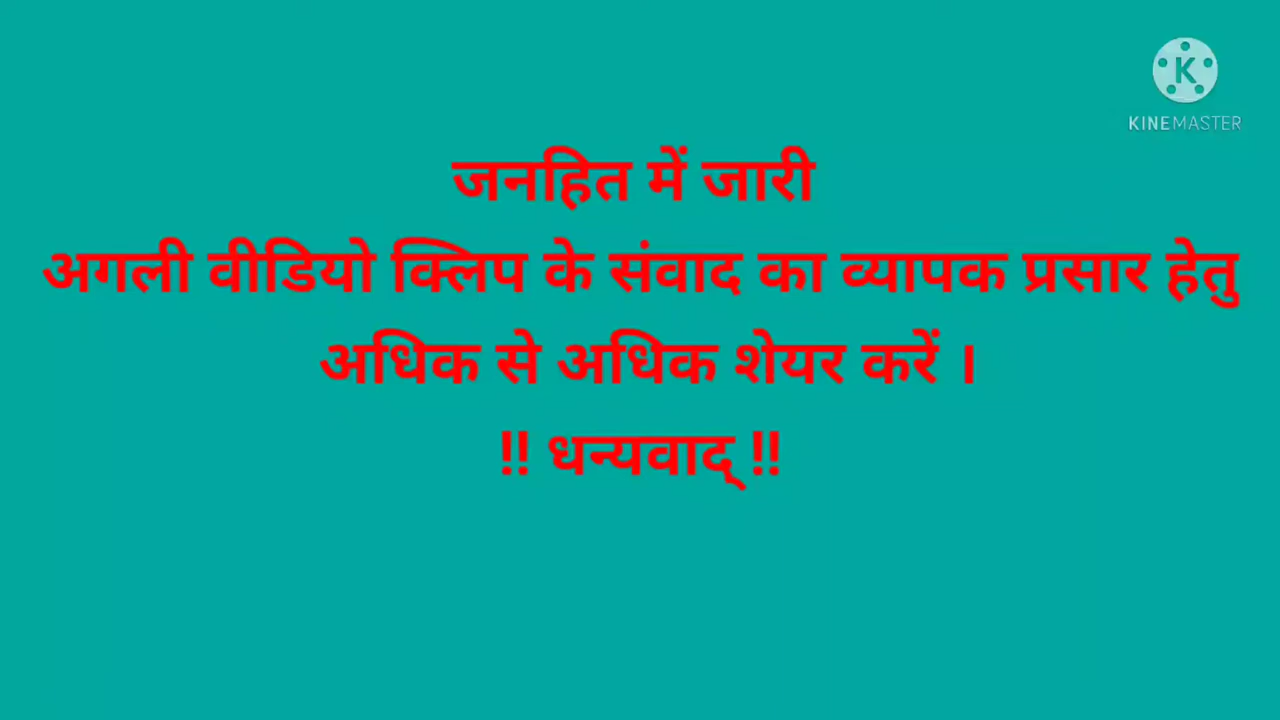 K
KINEMASTER
जनहित में जारी
अगली वीडियो क्लिप के संवाद का व्यापक प्रसार हेतु
अधिक से अधिक शेयर करें ।
!! धन्यवाद् !!